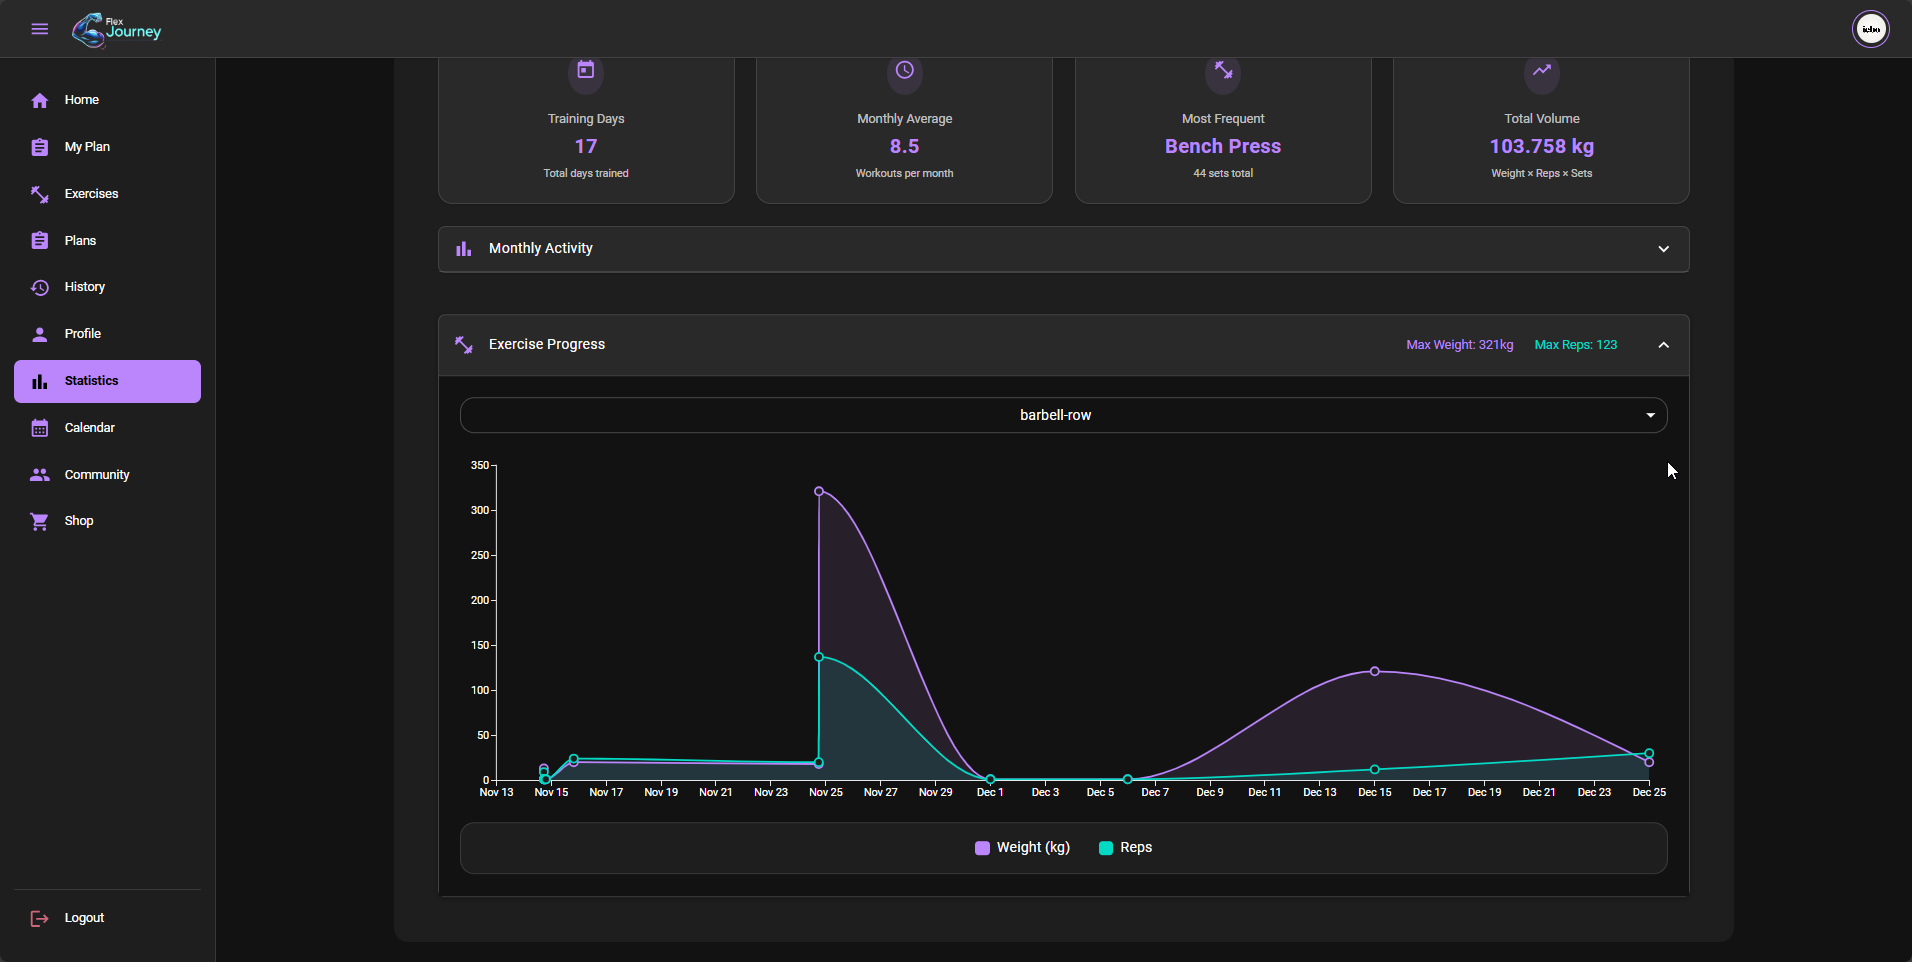 Flex
Journey
icbo
Home
My Plan
Exercises
Plans
History
Profile
Statistics
Calendar
Community
Shop
Logout
Training Days
17
Total days trained
Monthly Average
8.5
Workouts per month
Most Frequent
Bench Press
44 sets total
Total Volume
103.758 kg
Weight × Reps × Sets
Monthly Activity
Exercise Progress
Max Weight: 321kg Max Reps: 123
barbell-row
350
300
250
200
150
100
50
0
Nov 13 Nov 15 Nov 17 Nov 19 Nov 21 Nov 23 Nov 25 Nov 27 Nov 29 Dec 1 Dec 3 Dec 5 Dec 7 Dec 9 Dec 11 Dec 13 Dec 15 Dec 17 Dec 19 Dec 21 Dec 23 Dec 25
Weight (kg) Reps